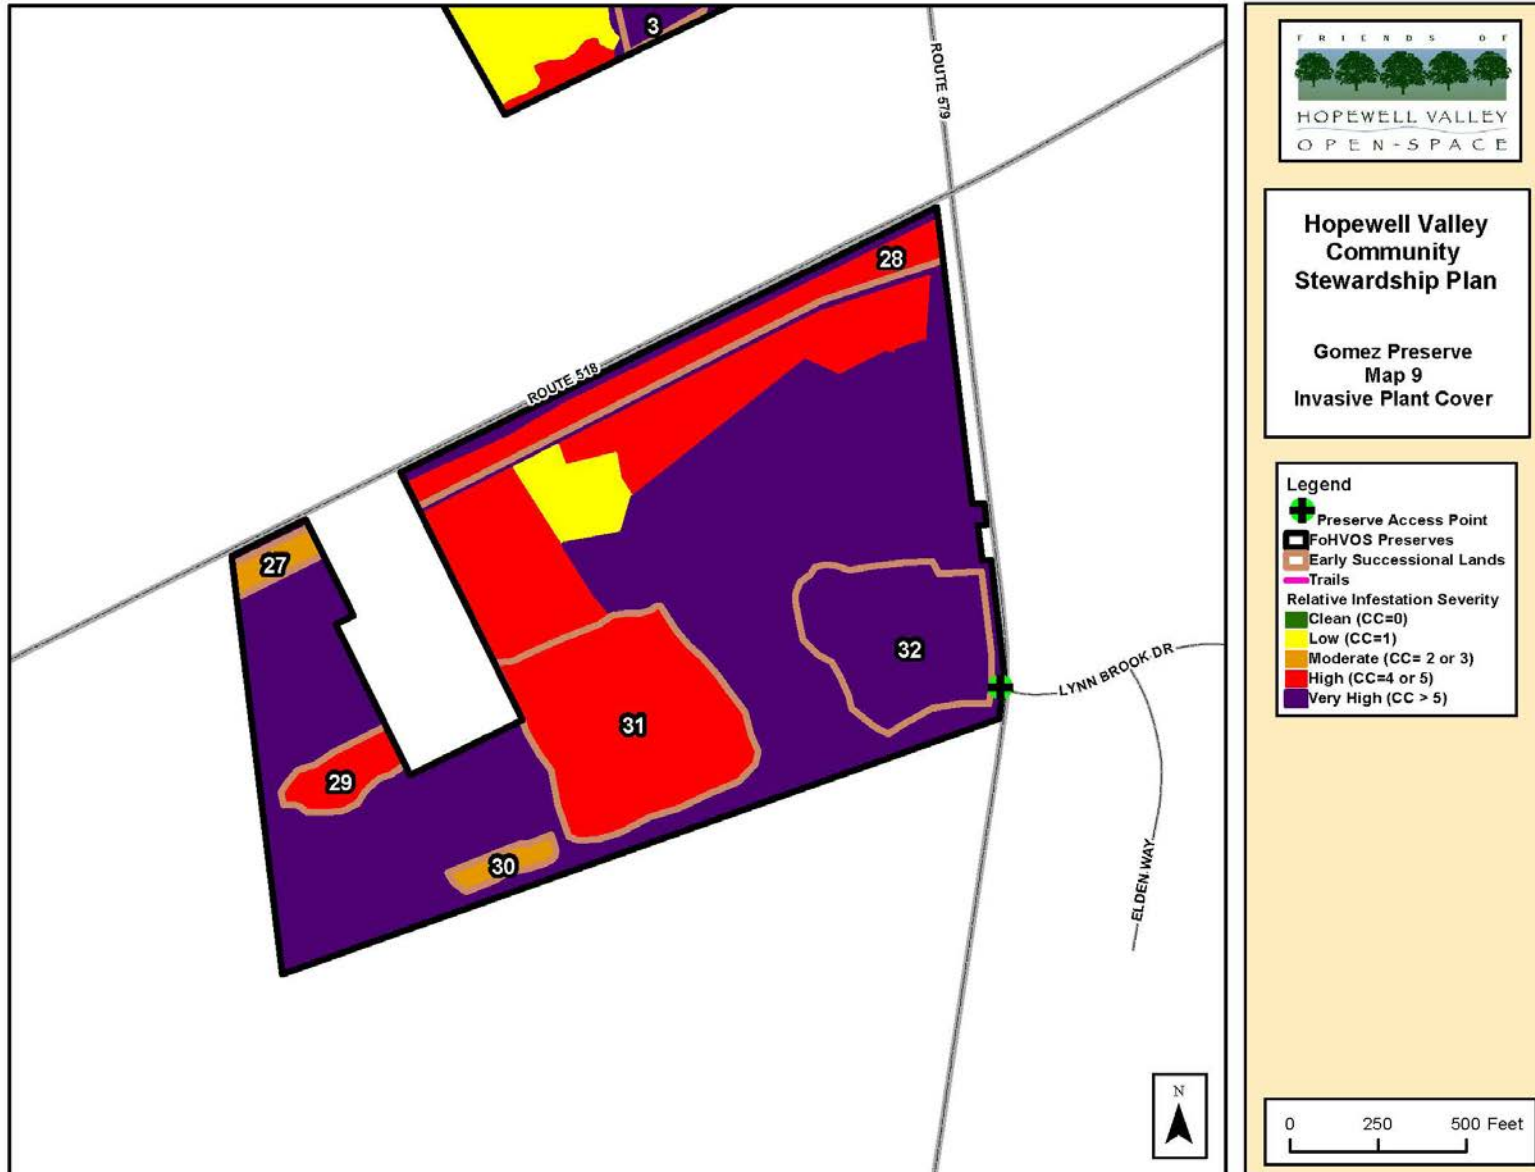 3
ROUTE 579
28
ROUTE 518
27
32
LYNN BROOK DR
31
29
30
ELDEN WAY
N
FRIENDS OF
HOPEWELL VALLEY
OPEN-SPACE
Hopewell Valley
Community
Stewardship Plan
Gomez Preserve
Map 9
Invasive Plant Cover
Legend
Preserve Access Point
FoHVOS Preserves
Early Successional Lands
Trails
Relative Infestation Severity
Clean (CC=0)
Low (CC=1)
Moderate (CC= 2 or 3)
High (CC=4 or 5)
Very High (CC > 5)
0 250 500 Feet